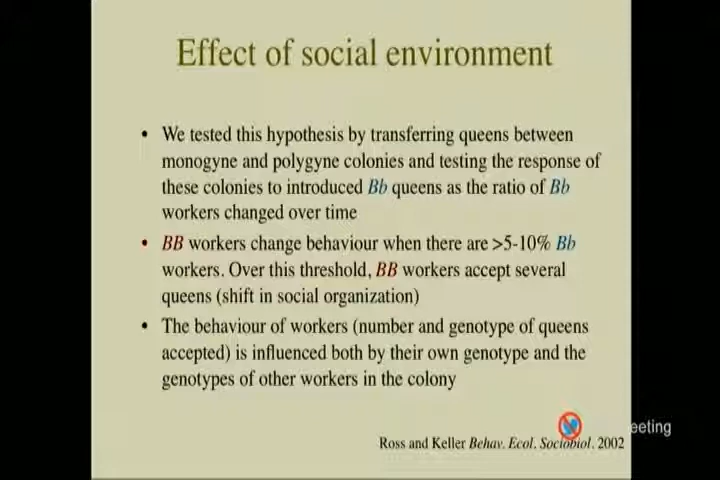 Effect of social environment
• We tested this hypothesis by transferring queens between
monogyne and polygyne colonies and testing the response of
these colonies to introduced Bb queens as the ratio of Bb
workers changed over time
• BB workers change behaviour when there are >5-10% Bb
workers. Over this threshold, BB workers accept several
queens (shift in social organization)
• The behaviour of workers (number and genotype of queens
accepted) is influenced both by their own genotype and the
genotypes of other workers in the colony
eeting
Ross and Keller Behav. Ecol. Sociobiol. 2002